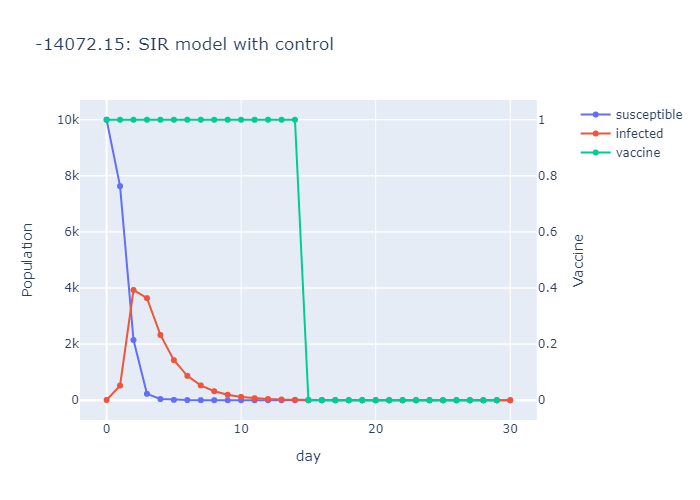 -14072.15: SIR model with control
susceptible
infected
vaccine
Population
10k
8k
6k
4k
2k
0
1
0.8
0.6
0.4
0.2
0
Vaccine
0
10
20
30
day